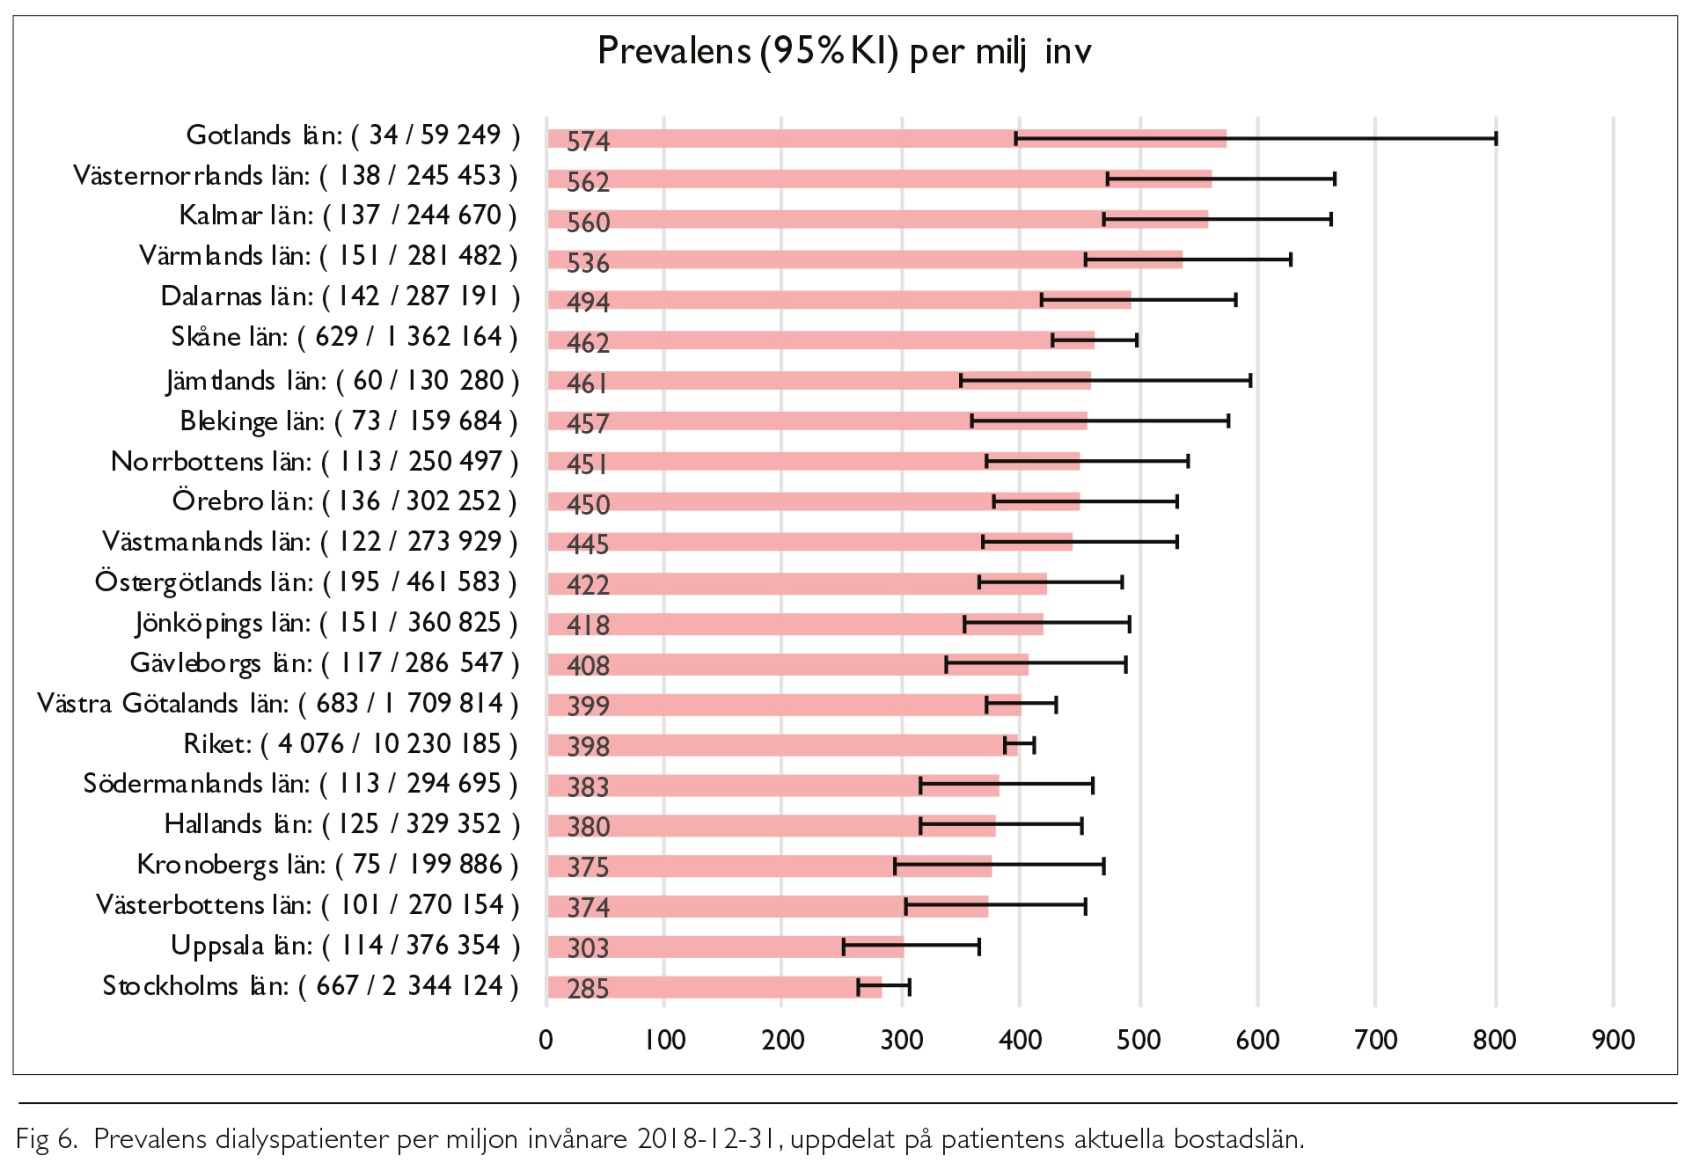 Prevalens (95% KI) per milj inv
Gotlands län: ( 34 / 59 249 ) 574
Västernorrlands län: ( 138 / 245 453 ) 562
Kalmar län: ( 137 / 244 670 ) 560
Värmlands län: ( 151 / 281 482 ) 536
Dalarnas län: ( 142 / 287 191 ) 494
Skåne län: ( 629 / 1 362 164 ) 462
Jämtlands län: ( 60 / 130 280 ) 461
Blekinge län: ( 73 / 159 684 ) 457
Norrbottens län: ( 113 / 250 497 ) 451
Örebro län: ( 136 / 302 252 ) 450
Västmanlands län: ( 122 / 273 929 ) 445
Östergötlands län: ( 195 / 461 583 ) 422
Jönköpings län: ( 151 / 360 825 ) 418
Gävleborgs län: ( 117 / 286 547 ) 408
Västra Götalands län: ( 683 / 1 709 814 ) 399
Riket: ( 4 076 / 10 230 185 ) 398
Södermanlands län: ( 113 / 294 695 ) 383
Hallands län: ( 125 / 329 352 ) 380
Kronobergs län: ( 75 / 199 886 ) 375
Västerbottens län: ( 101 / 270 154 ) 374
Uppsala län: ( 114 / 376 354 ) 303
Stockholms län: ( 667 / 2 344 124 ) 285
0 100 200 300 400 500 600 700 800 900
Fig 6. Prevalens dialyspatienter per miljon invånare 2018-12-31, uppdelat på patientens aktuella bostadslän.